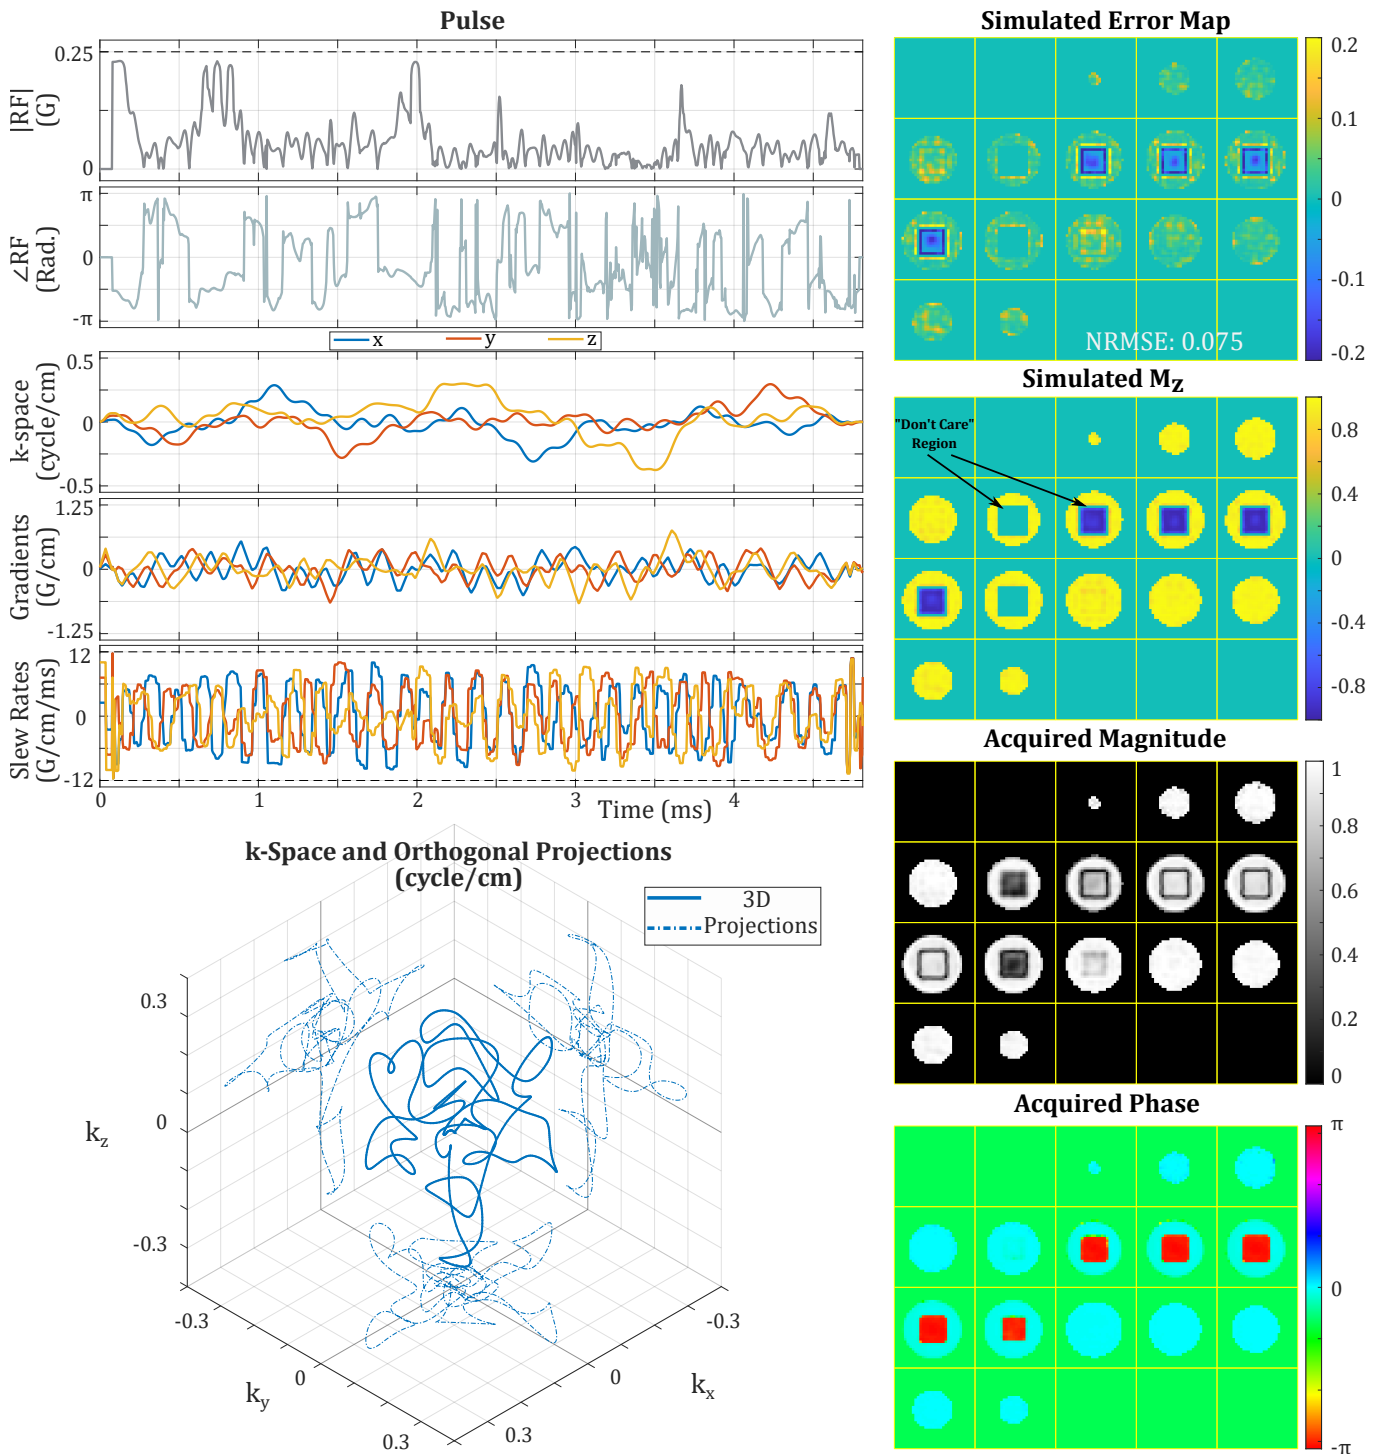 Pulse
0.25
0
|RF|
(G)
π
0
-π
∠RF
(Rad.)
x y z
0.5
0
-0.5
k-space
(cycle/cm)
1.25
0
-1.25
Gradients
(G/cm)
12
0
-12
Slew Rates
(G/cm/ms)
0 1 2 3 4
Time (ms)
k-Space and Orthogonal Projections
(cycle/cm)
3D
Projections
0.3
0
-0.3
kz
-0.3
0
0.3
ky
0.3
0
-0.3
kx
Simulated Error Map
NRMSE: 0.075
0.2
0.1
0
-0.1
-0.2
Simulated Mz
"Don't Care"
Region
0.8
0.4
0
-0.4
-0.8
Acquired Magnitude
1
0.8
0.6
0.4
0.2
0
Acquired Phase
π
0
-π